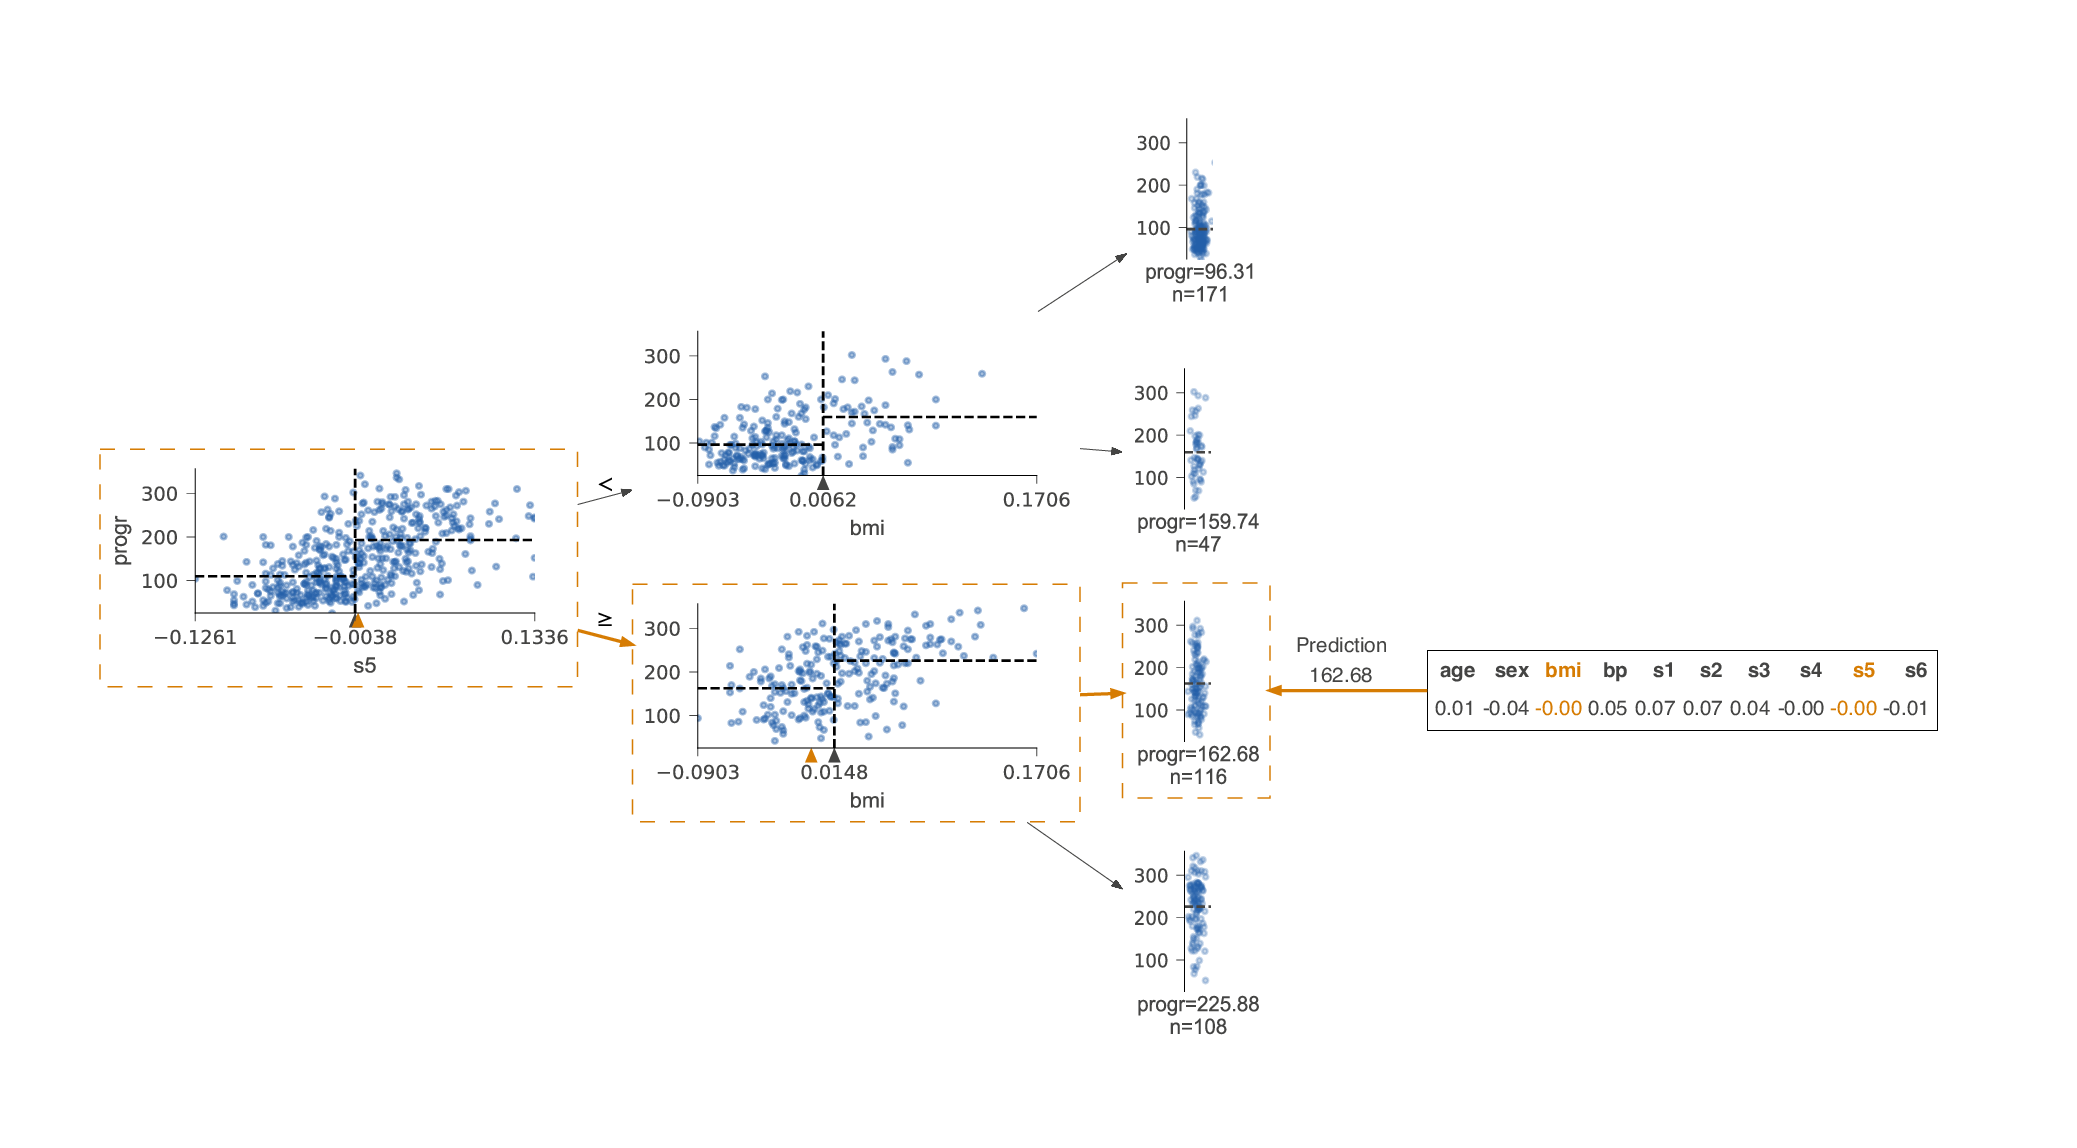 300
200
100
progr
−0.1261 −0.0038 0.1336
s5
<
≥
300
200
100
−0.0903 0.0062 0.1706
bmi
300
200
100
−0.0903 0.0148 0.1706
bmi
300
200
100
progr=96.31
n=171
300
200
100
progr=159.74
n=47
300
200
100
progr=162.68
n=116
300
200
100
progr=225.88
n=108
Prediction
162.68
age sex bmi bp s1 s2 s3 s4 s5 s6
0.01 -0.04 -0.00 0.05 0.07 0.07 0.04 -0.00 -0.00 -0.01